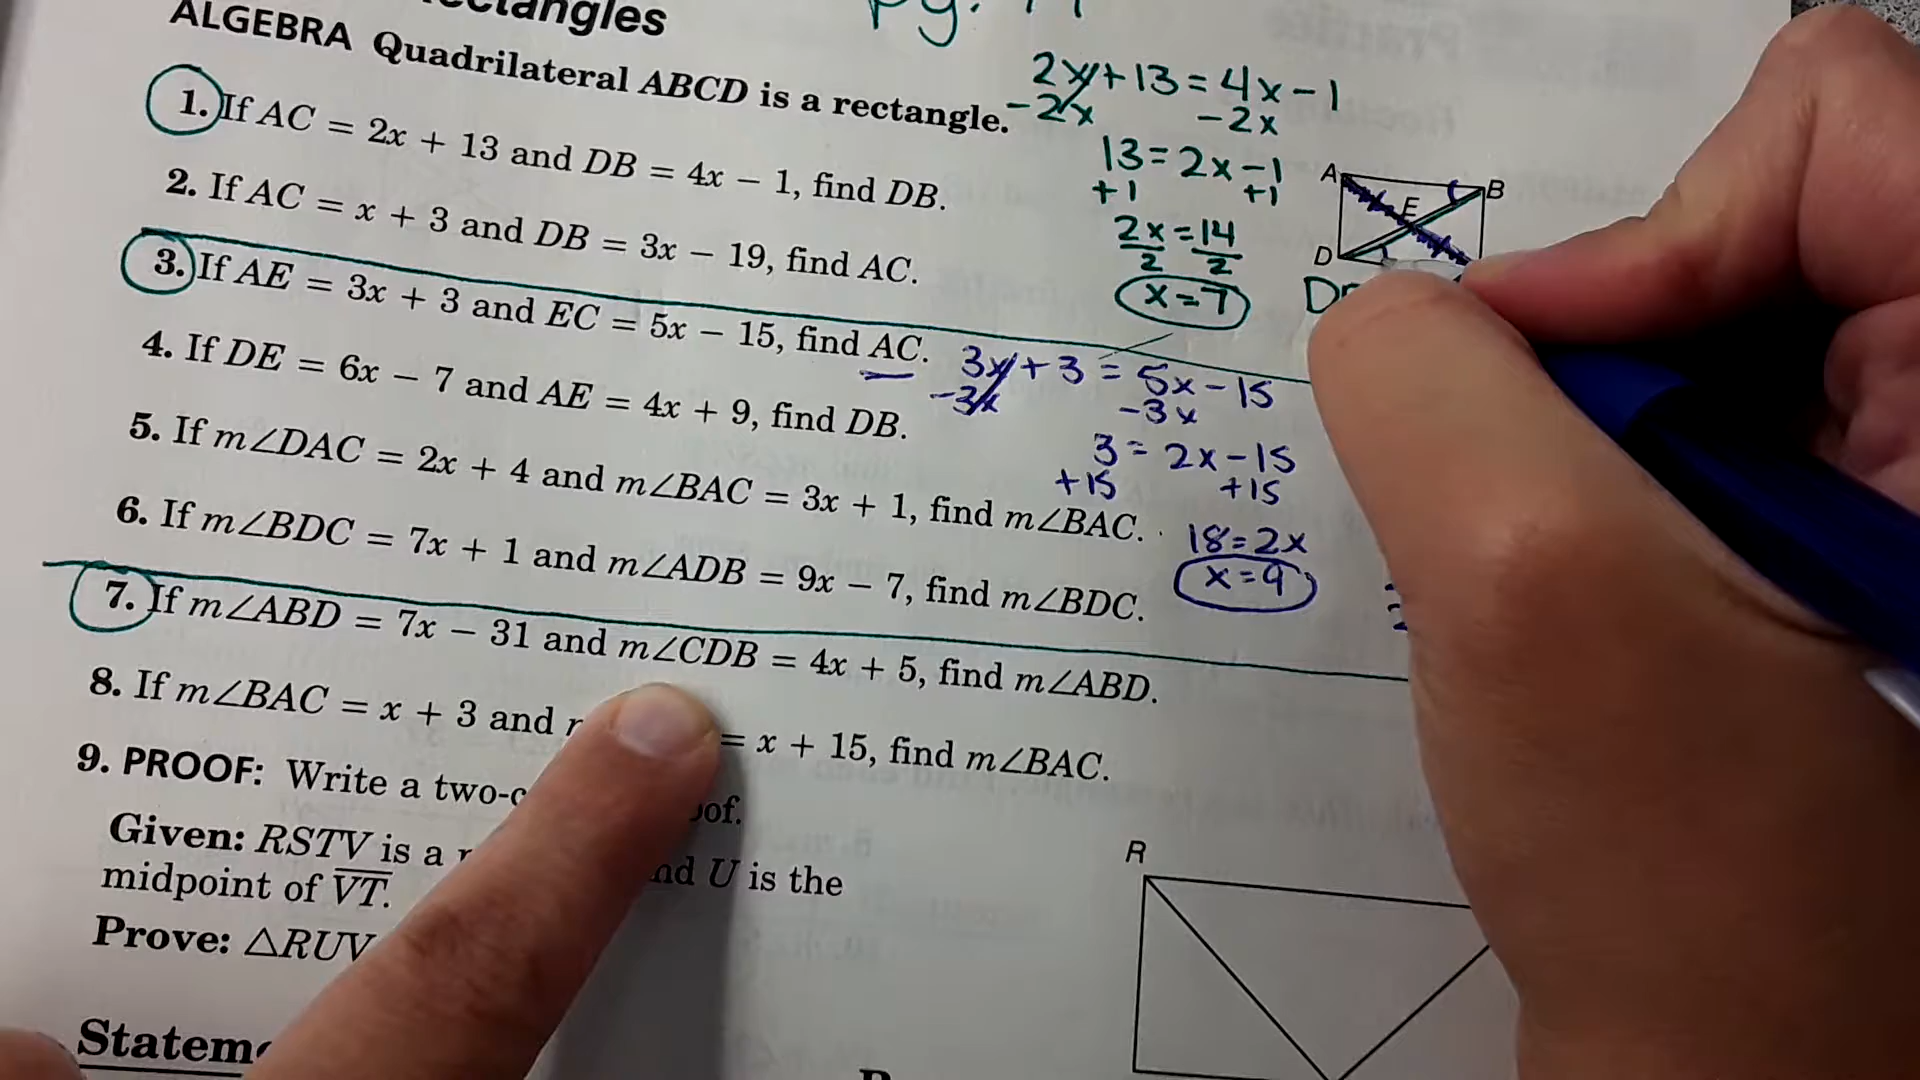 Rectangles
pg.
ALGEBRA Quadrilateral ABCD is a rectangle.
1. If AC = 2x + 13 and DB = 4x − 1, find DB.
2. If AC = x + 3 and DB = 3x − 19, find AC.
3. If AE = 3x + 3 and EC = 5x − 15, find AC.
4. If DE = 6x − 7 and AE = 4x + 9, find DB.
5. If m∠DAC = 2x + 4 and m∠BAC = 3x + 1, find m∠BAC.
6. If m∠BDC = 7x + 1 and m∠ADB = 9x − 7, find m∠BDC.
7. If m∠ABD = 7x − 31 and m∠CDB = 4x + 5, find m∠ABD.
8. If m∠BAC = x + 3 and = x + 15, find m∠BAC.
9. PROOF: Write a two-
Given: RSTV is a and U is the
midpoint of VT.
Prove: △RUV
2x+13=4x−1
−2x −2x
13=2x−1
+1 +1
2x=14
2 2
x=7
A B
E
D
3x+3=5x−15
−3x −3x
3=2x−15
+15 +15
18=2x
x=9
R